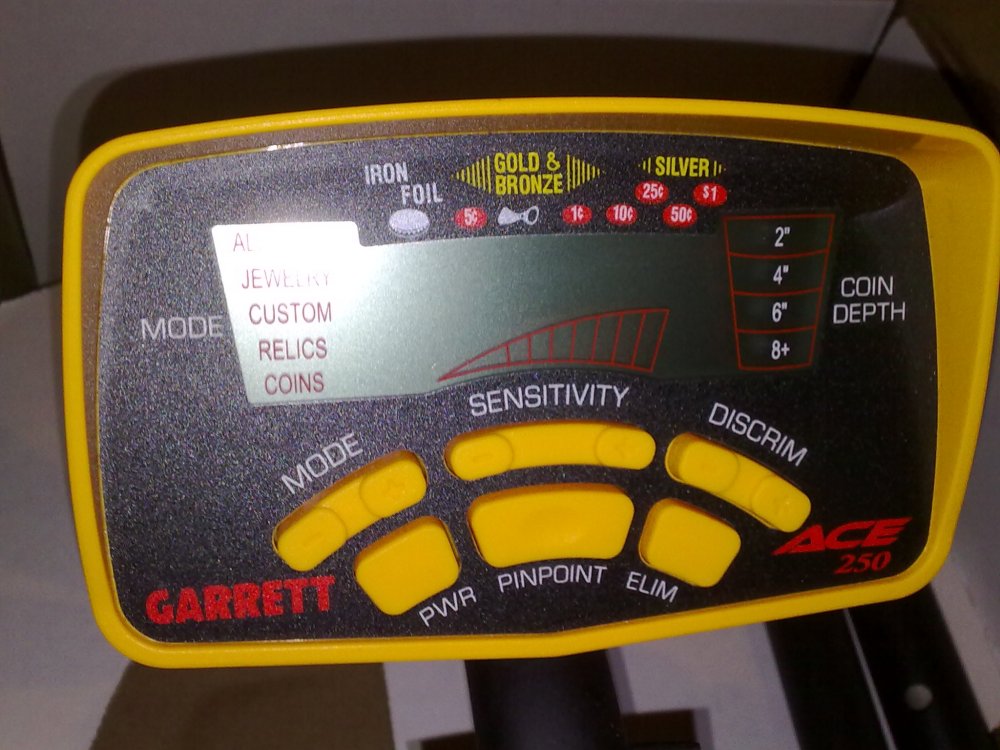 IRON
FOIL
GOLD &
BRONZE
SILVER
25¢ $1
5¢ 1¢ 10¢ 50¢
JEWELRY
CUSTOM
RELICS
COINS
MODE
2"
4"
6"
8+
COIN
DEPTH
SENSITIVITY
MODE
DISCRIM
PWR
PINPOINT
ELIM
GARRETT
ACE
250